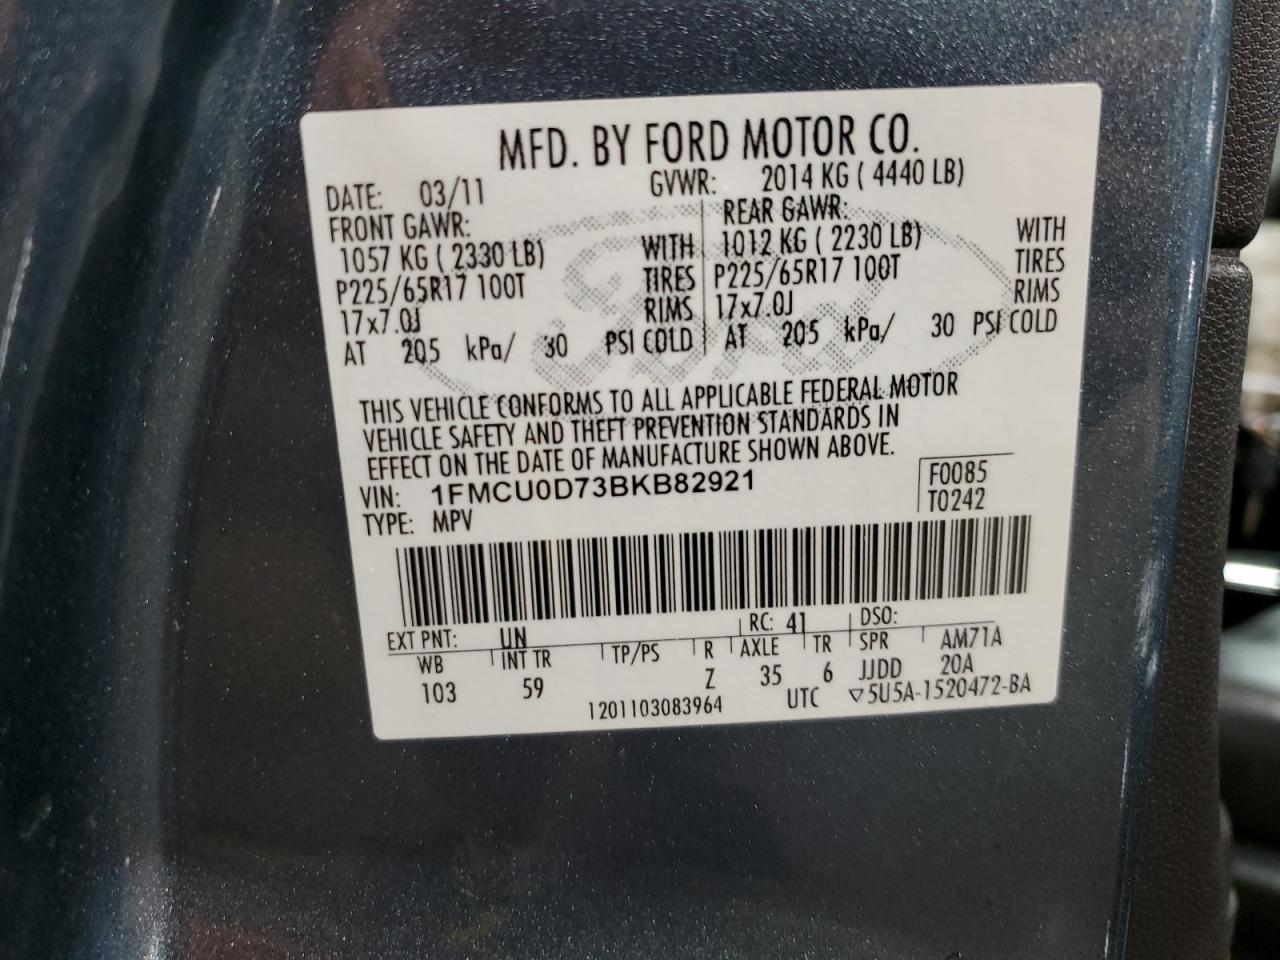 MFD. BY FORD MOTOR CO.
DATE: 03/11 GVWR: 2014 KG ( 4440 LB)
FRONT GAWR: REAR GAWR:
1057 KG ( 2330 LB) WITH 1012 KG ( 2230 LB) WITH
P225/65R17 100T TIRES P225/65R17 100T TIRES
17x7.0J RIMS 17x7.0J RIMS
AT 205 kPa/ 30 PSI COLD AT 205 kPa/ 30 PSI COLD
Ford
THIS VEHICLE CONFORMS TO ALL APPLICABLE FEDERAL MOTOR
VEHICLE SAFETY AND THEFT PREVENTION STANDARDS IN
EFFECT ON THE DATE OF MANUFACTURE SHOWN ABOVE.
VIN: 1FMCU0D73BKB82921 F0085
TYPE: MPV T0242
EXT PNT: UN RC: 41 DSO:
WB INT TR TP/PS R AXLE TR SPR AM71A
103 59 Z 35 6 JJDD 20A
1201103083964 UTC ▽5U5A-1520472-BA